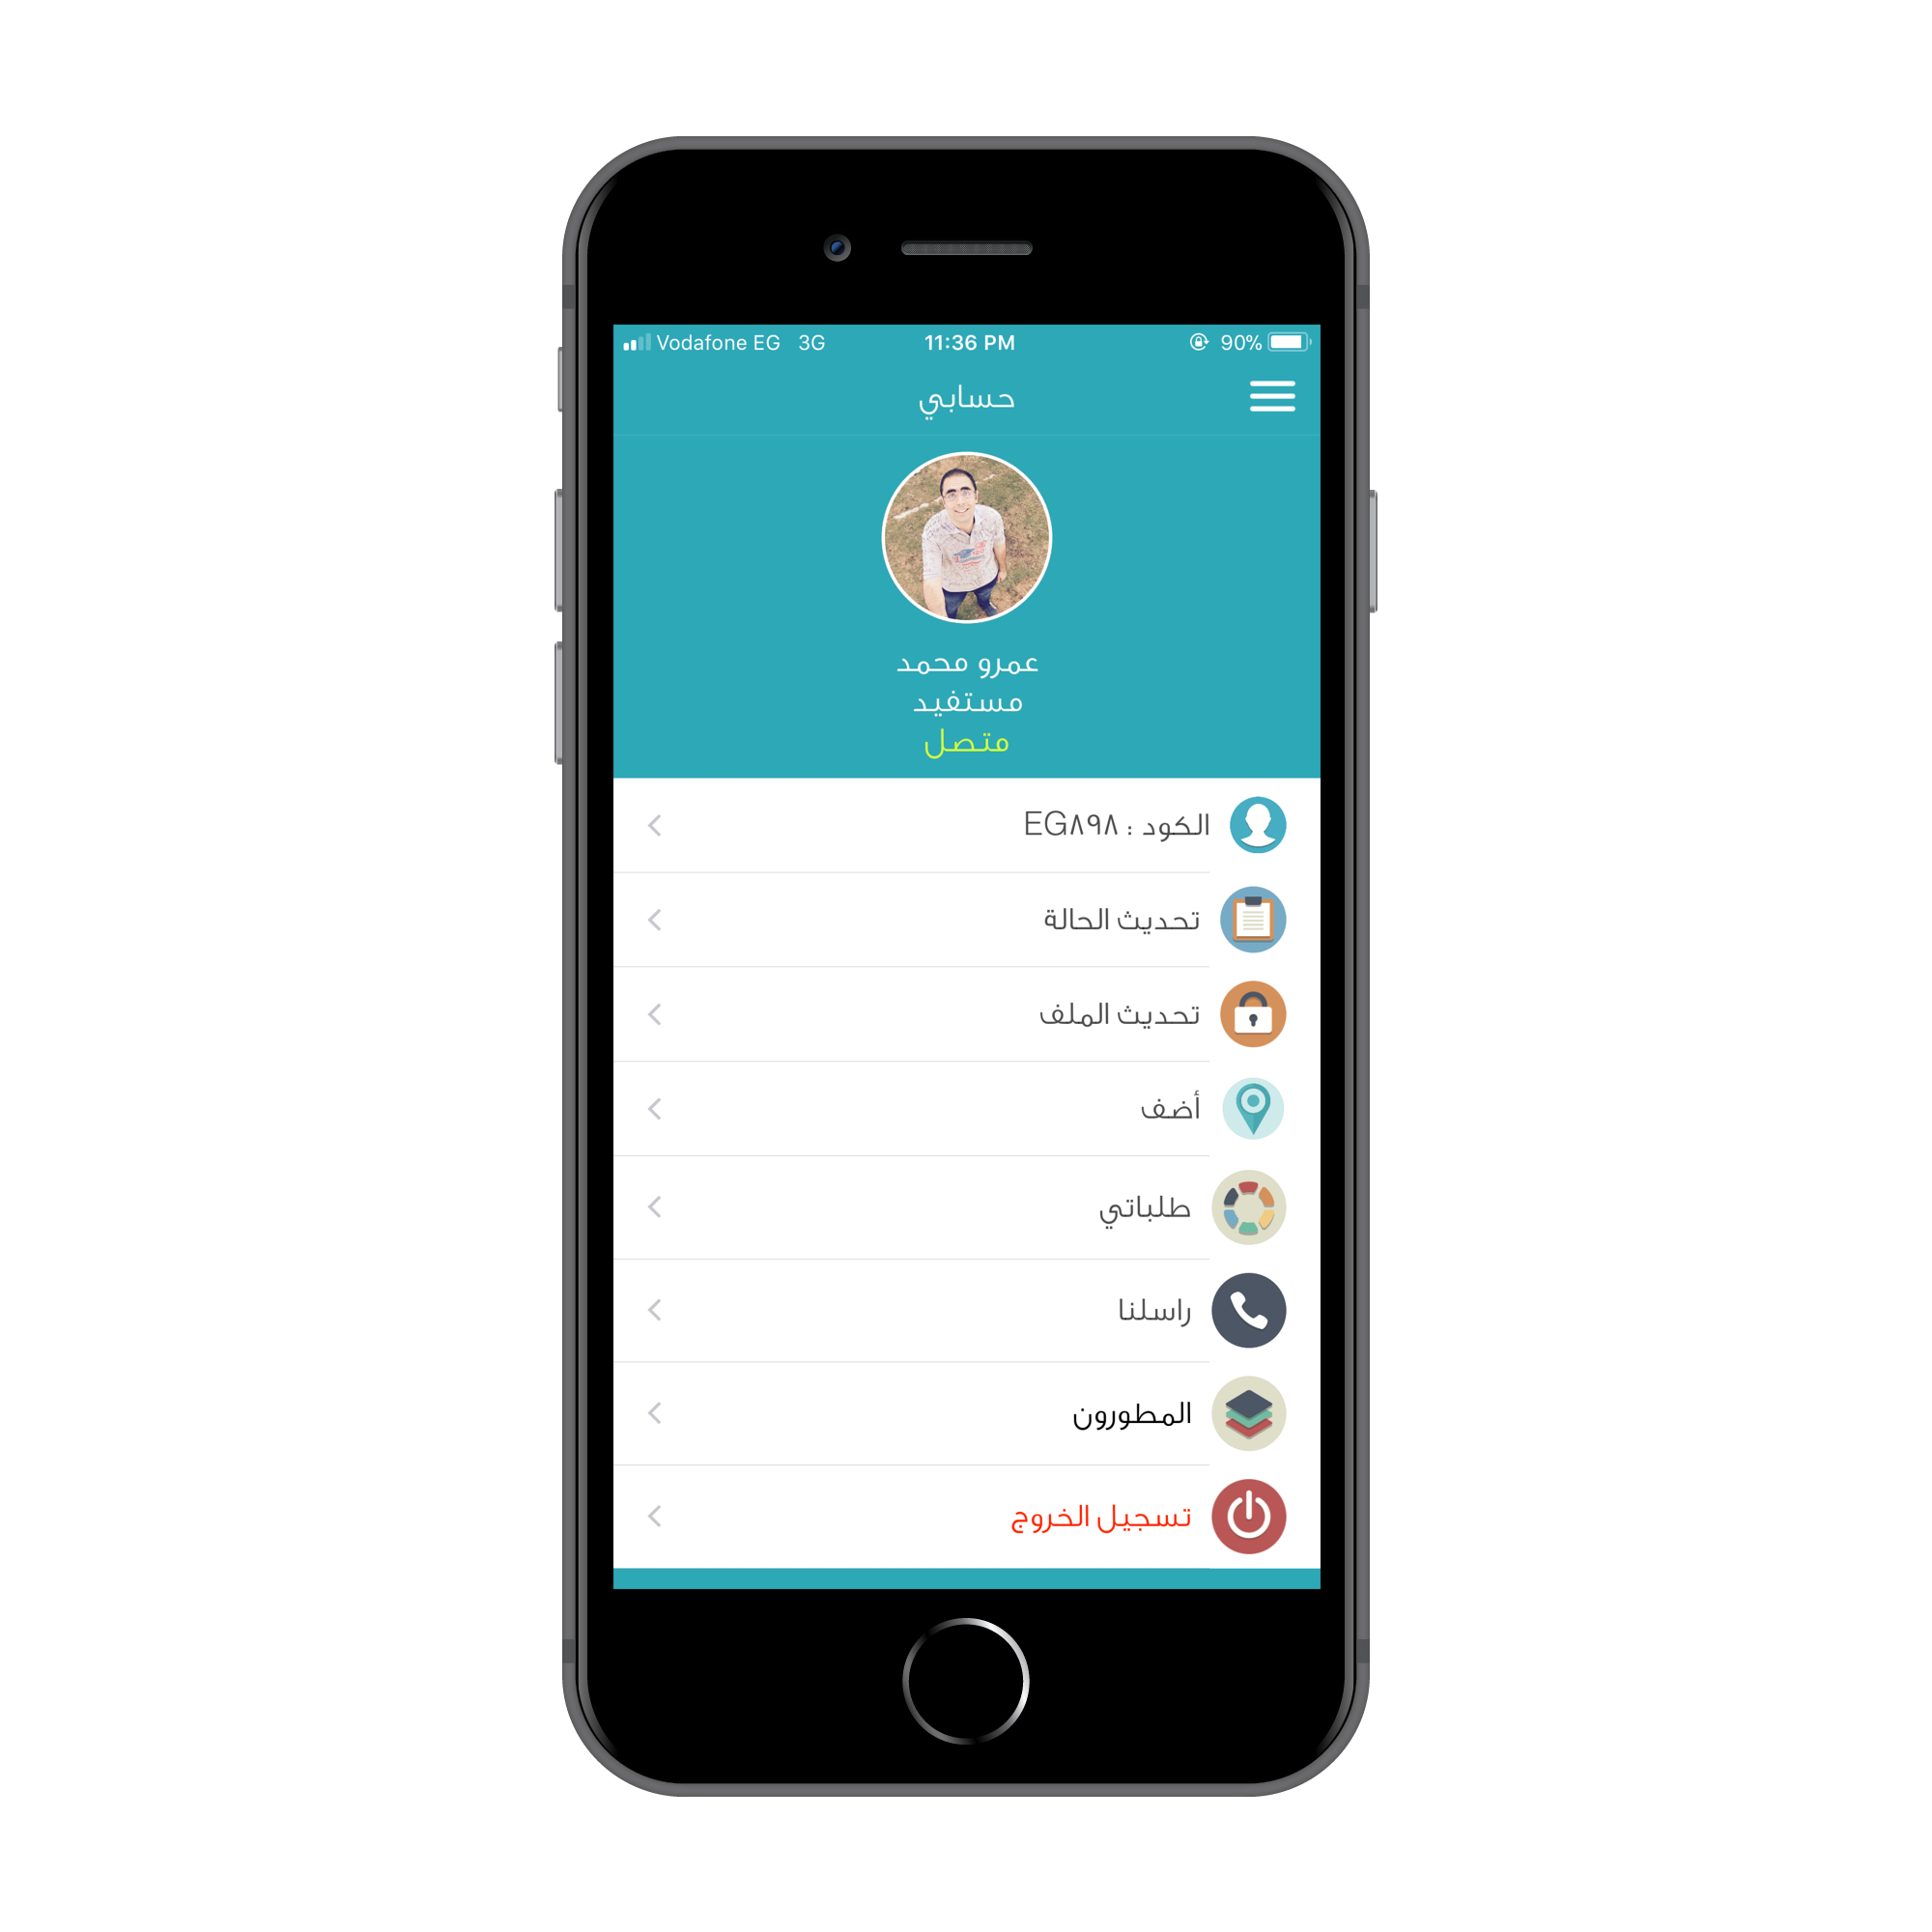 Vodafone EG 3G 11:36 PM 90%
حسابي
عمرو محمد
مستفيد
متصل
الكود : EG٨٩٨
تحديث الحالة
تحديث الملف
أضف
طلباتي
راسلنا
المطورون
تسجيل الخروج